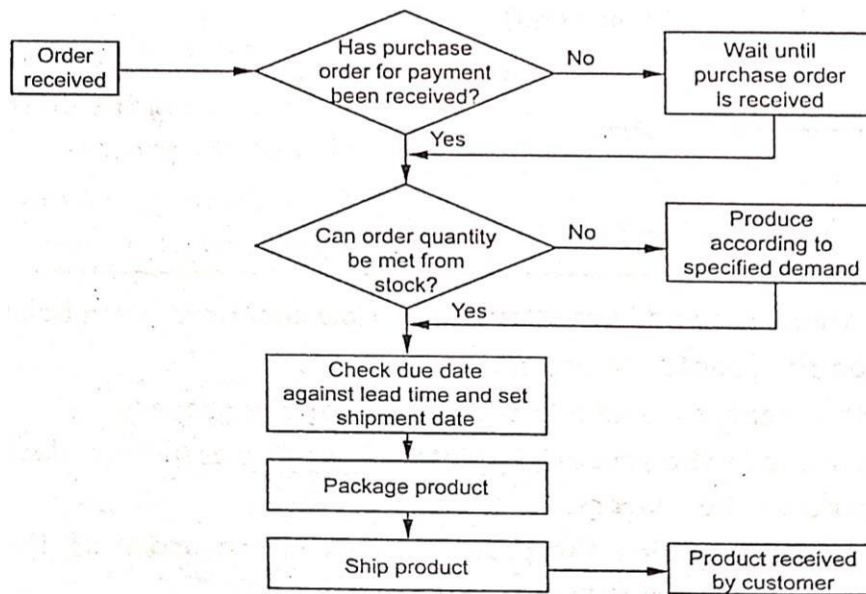 Order
received
Has purchase
order for payment
been received?
No
Wait until
purchase order
is received
Yes
Can order quantity
be met from
stock?
No
Produce
according to
specified demand
Yes
Check due date
against lead time and set
shipment date
Package product
Ship product
Product received
by customer